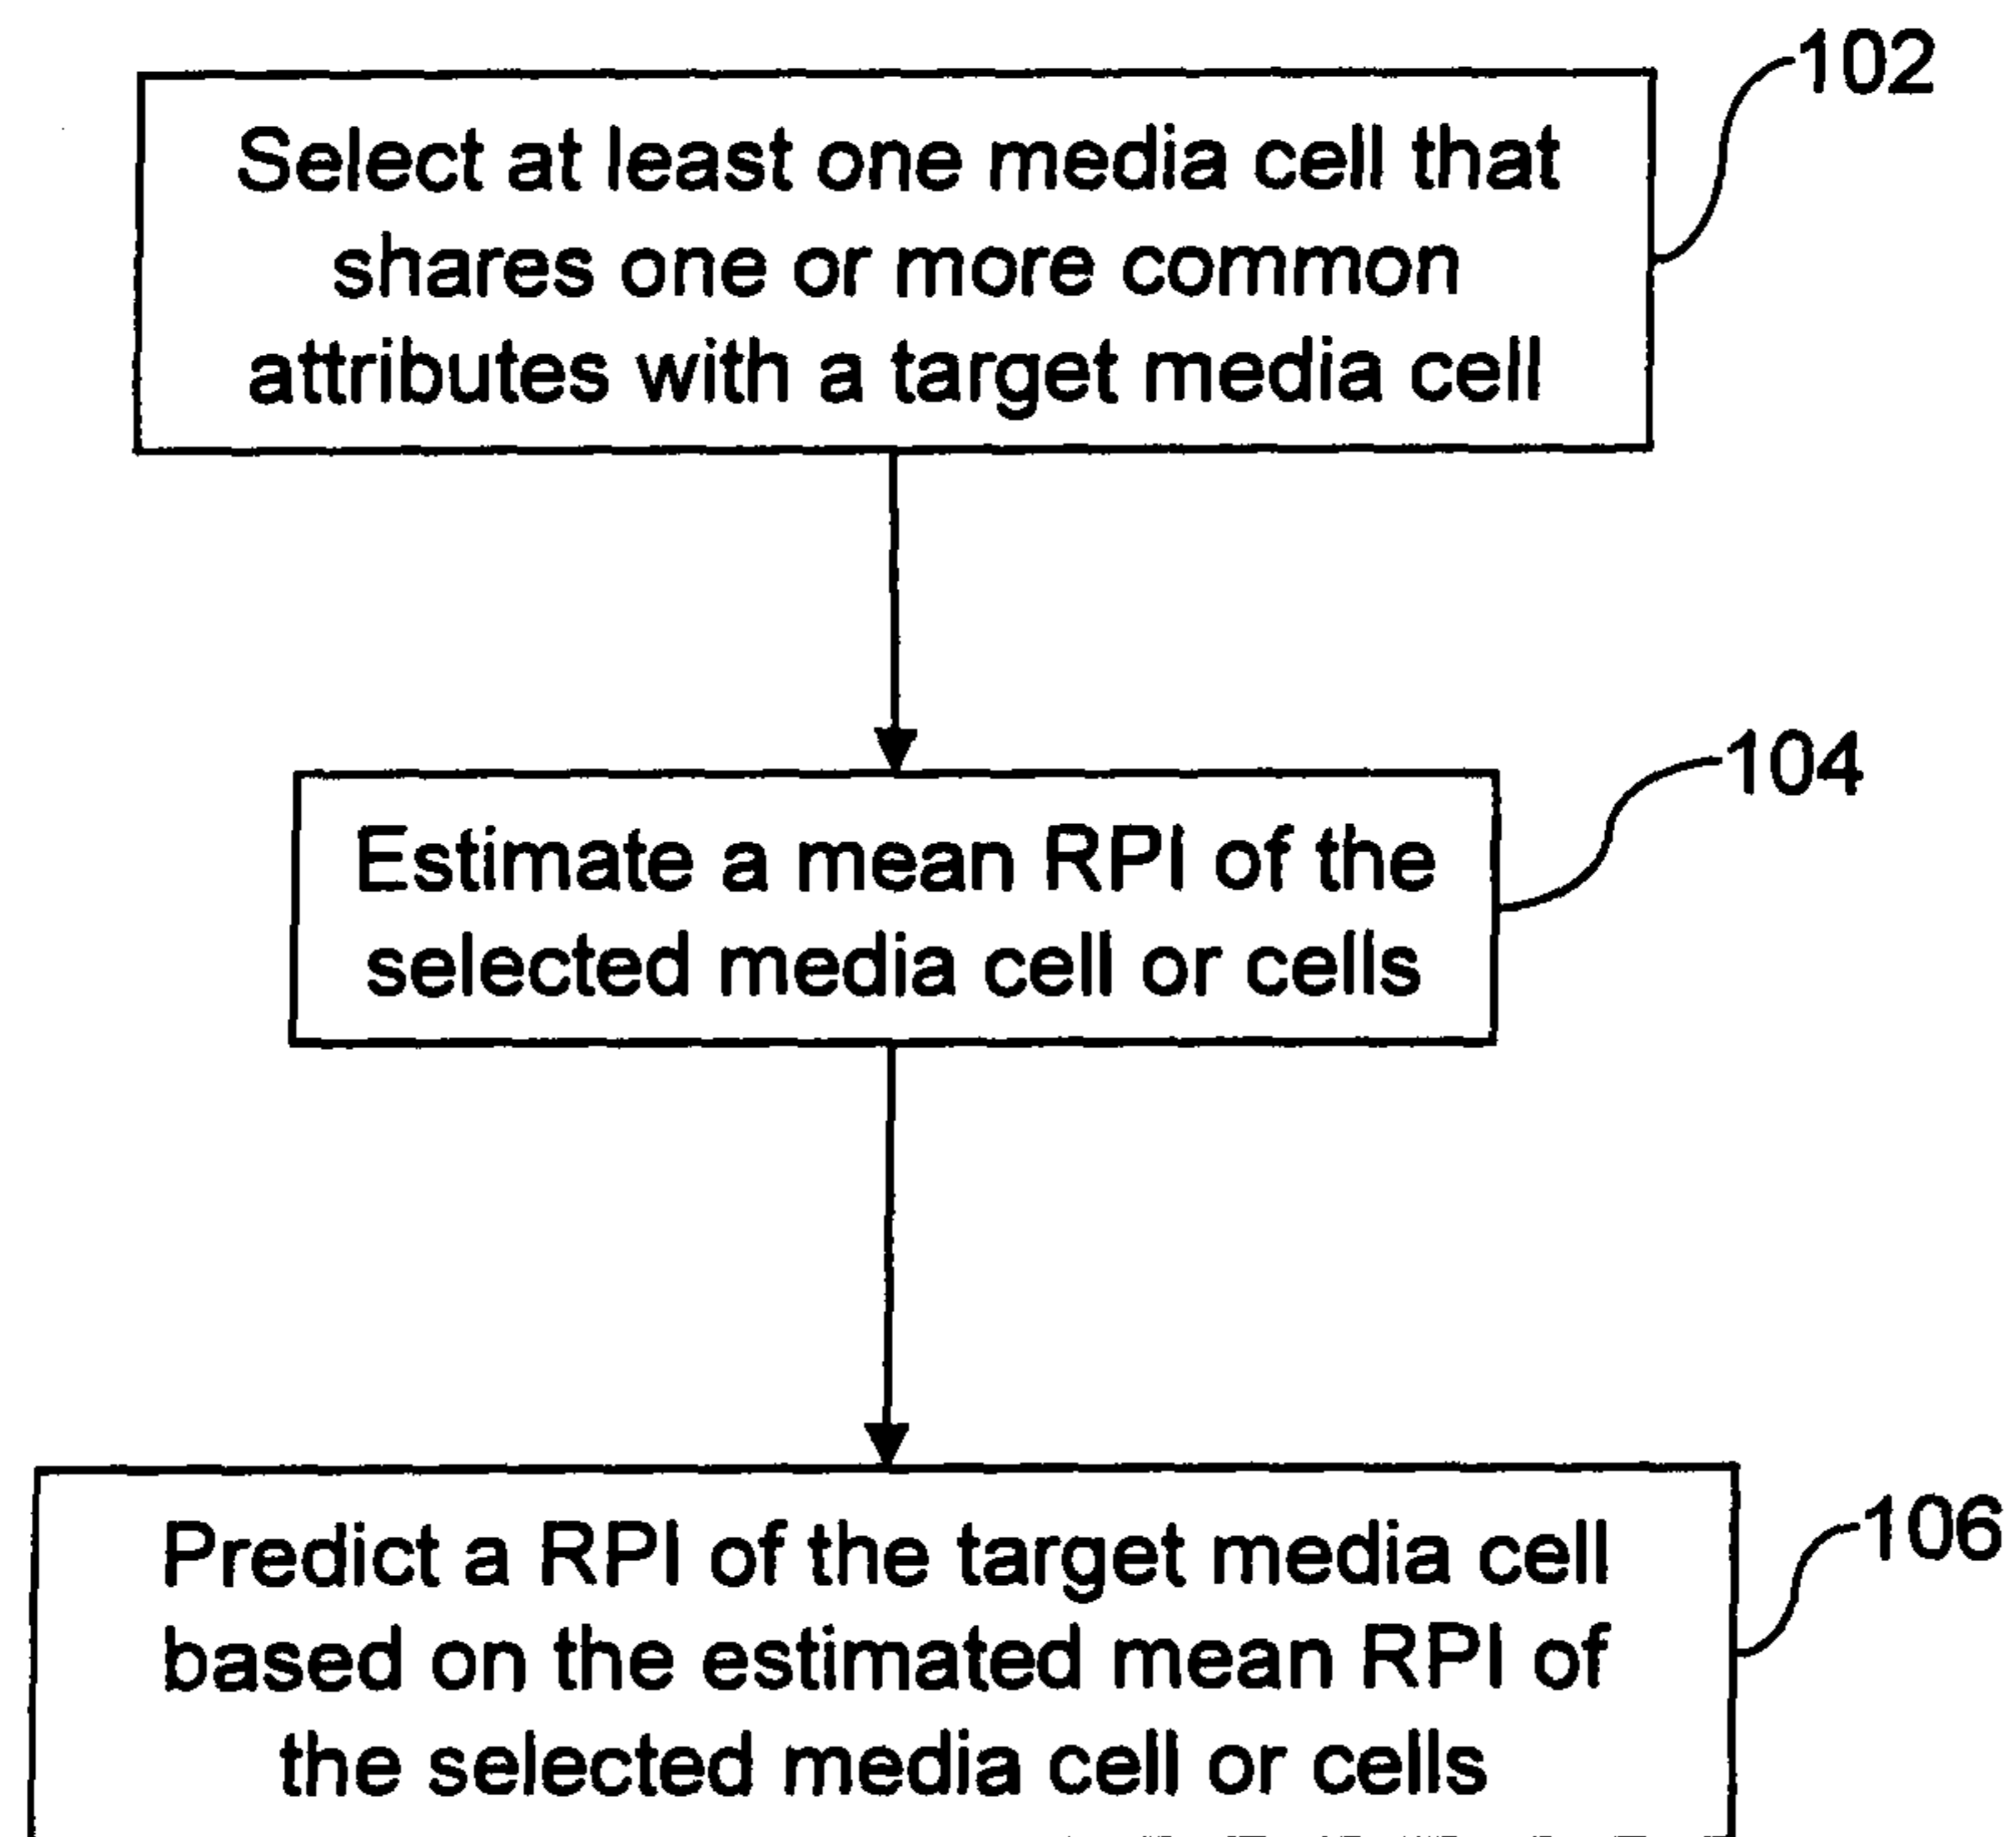 102
Select at least one media cell that
shares one or more common
attributes with a target media cell
104
Estimate a mean RPI of the
selected media cell or cells
106
Predict a RPI of the target media cell
based on the estimated mean RPI of
the selected media cell or cells